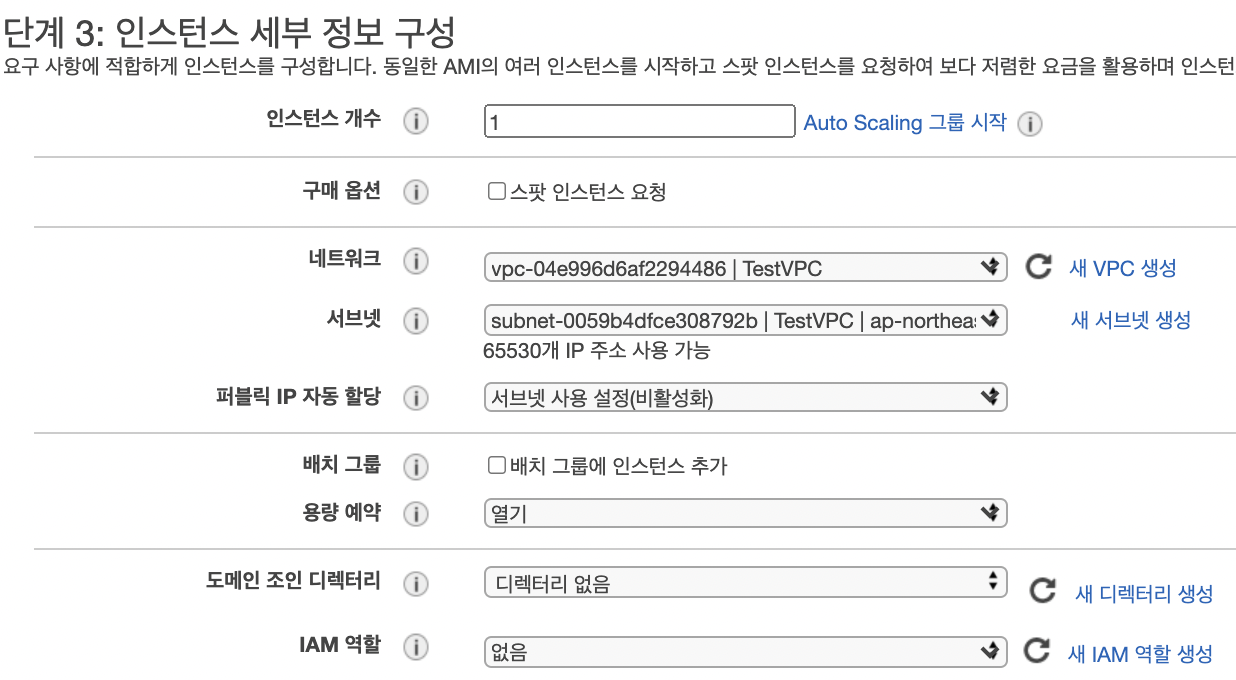 단계 3: 인스턴스 세부 정보 구성
요구 사항에 적합하게 인스턴스를 구성합니다. 동일한 AMI의 여러 인스턴스를 시작하고 스팟 인스턴스를 요청하여 보다 저렴한 요금을 활용하며 인스턴
인스턴스 개수 1 Auto Scaling 그룹 시작
구매 옵션 스팟 인스턴스 요청
네트워크 vpc-04e996d6af2294486 | TestVPC 새 VPC 생성
서브넷 subnet-0059b4dfce308792b | TestVPC | ap-northeas 새 서브넷 생성
65530개 IP 주소 사용 가능
퍼블릭 IP 자동 할당 서브넷 사용 설정(비활성화)
배치 그룹 배치 그룹에 인스턴스 추가
용량 예약 열기
도메인 조인 디렉터리 디렉터리 없음 새 디렉터리 생성
IAM 역할 없음 새 IAM 역할 생성